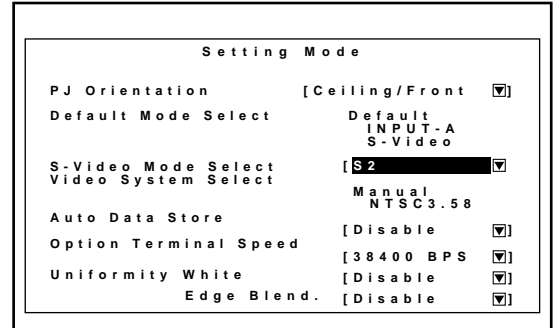 Setting Mode
PJ Orientation [Ceiling/Front ▼]
Default Mode Select Default
INPUT-A
S-Video
S-Video Mode Select [S2 ▼
Video System Select
Manual
NTSC3.58
Auto Data Store
[Disable ▼]
Option Terminal Speed
[38400 BPS ▼]
Uniformity White [Disable ▼]
Edge Blend. [Disable ▼]